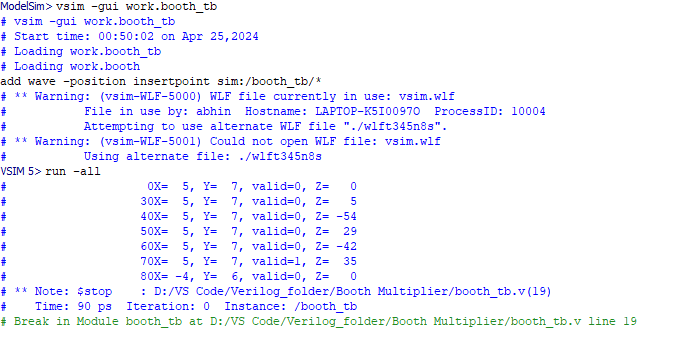 ModelSim> vsim -gui work.booth_tb
# vsim -gui work.booth_tb
# Start time: 00:50:02 on Apr 25,2024
# Loading work.booth_tb
# Loading work.booth
add wave -position insertpoint sim:/booth_tb/*
# ** Warning: (vsim-WLF-5000) WLF file currently in use: vsim.wlf
#          File in use by: abhin  Hostname: LAPTOP-K5I0097O  ProcessID: 10004
#          Attempting to use alternate WLF file "./wlft345n8s".
# ** Warning: (vsim-WLF-5001) Could not open WLF file: vsim.wlf
#          Using alternate file: ./wlft345n8s
VSIM 5> run -all
#                    0X=  5, Y=  7, valid=0, Z=   0
#                   30X=  5, Y=  7, valid=0, Z=   5
#                   40X=  5, Y=  7, valid=0, Z= -54
#                   50X=  5, Y=  7, valid=0, Z=  29
#                   60X=  5, Y=  7, valid=0, Z= -42
#                   70X=  5, Y=  7, valid=1, Z=  35
#                   80X= -4, Y=  6, valid=0, Z=   0
# ** Note: $stop    : D:/VS Code/Verilog_folder/Booth Multiplier/booth_tb.v(19)
#    Time: 90 ps  Iteration: 0  Instance: /booth_tb
# Break in Module booth_tb at D:/VS Code/Verilog_folder/Booth Multiplier/booth_tb.v line 19